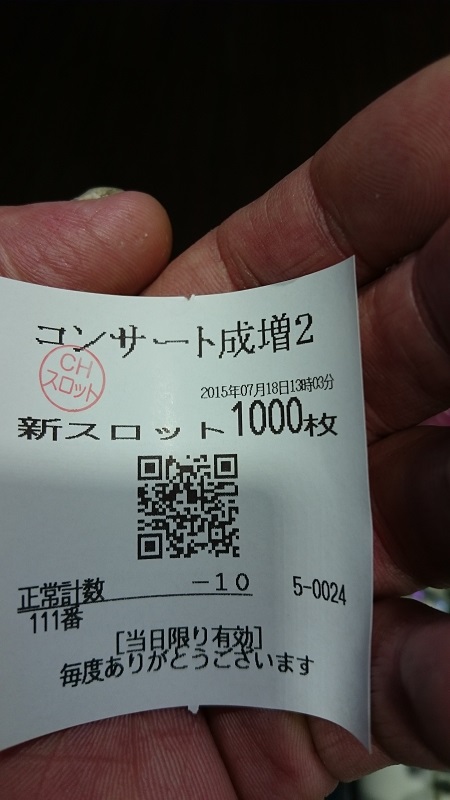 コンサート成増2
CH
スロット
2015年07月18日13時03分
新スロット1000枚
正常計数 -10 5-0024
111番
[当日限り有効]
毎度ありがとうございます